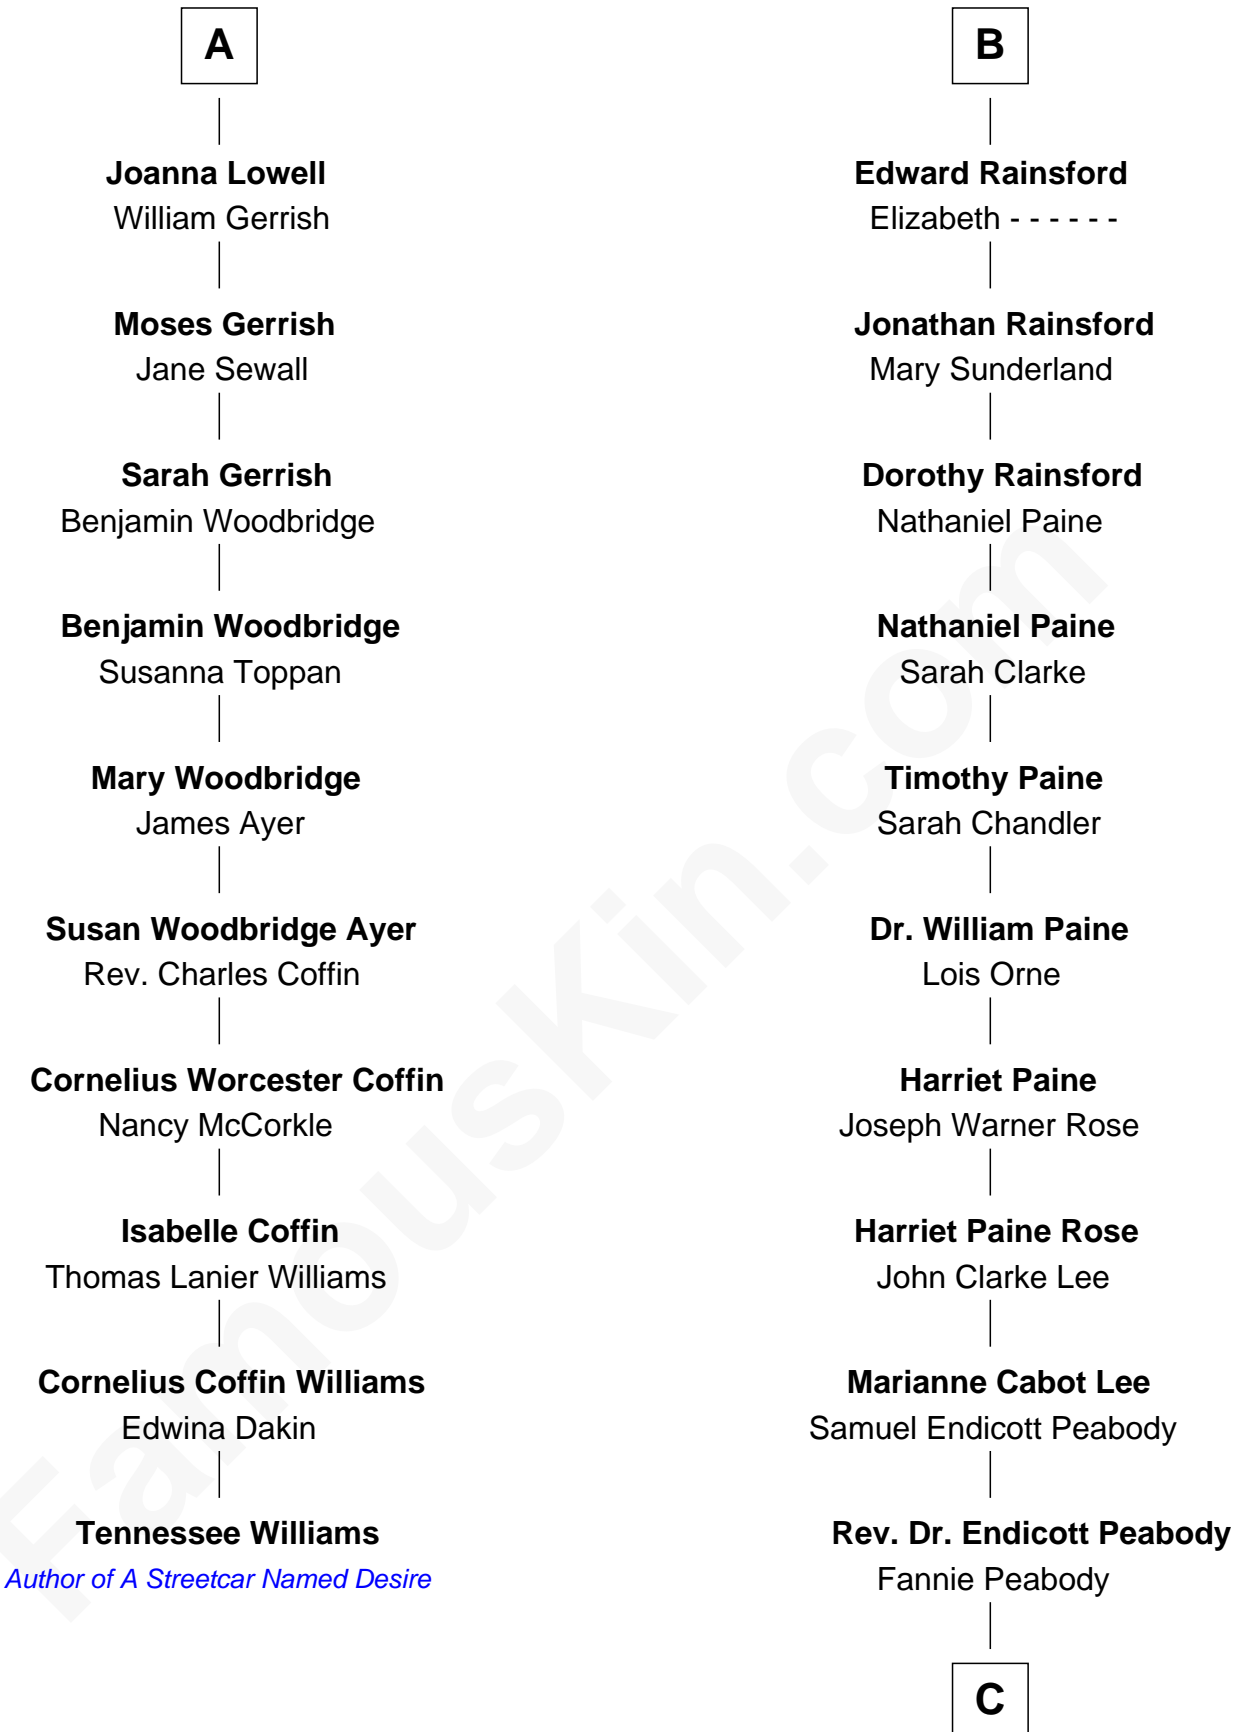 A
Joanna Lowell
William Gerrish
Moses Gerrish
Jane Sewall
Sarah Gerrish
Benjamin Woodbridge
Benjamin Woodbridge
Susanna Toppan
Mary Woodbridge
James Ayer
Susan Woodbridge Ayer
Rev. Charles Coffin
Cornelius Worcester Coffin
Nancy McCorkle
Isabelle Coffin
Thomas Lanier Williams
Cornelius Coffin Williams
Edwina Dakin
Tennessee Williams
Author of A Streetcar Named Desire
B
Edward Rainsford
Elizabeth - - - - - -
Jonathan Rainsford
Mary Sunderland
Dorothy Rainsford
Nathaniel Paine
Nathaniel Paine
Sarah Clarke
Timothy Paine
Sarah Chandler
Dr. William Paine
Lois Orne
Harriet Paine
Joseph Warner Rose
Harriet Paine Rose
John Clarke Lee
Marianne Cabot Lee
Samuel Endicott Peabody
Rev. Dr. Endicott Peabody
Fannie Peabody
C
FamousKin.com